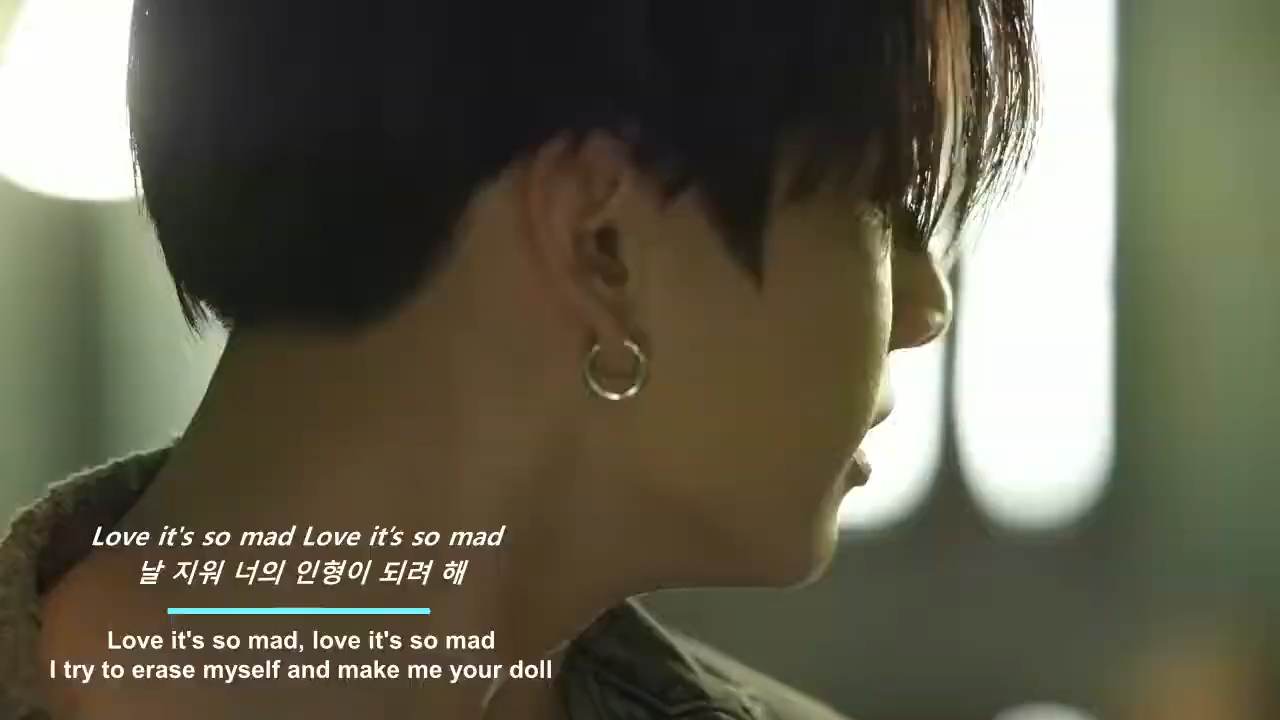 Love it's so mad Love it's so mad
날 지워 너의 인형이 되려 해
Love it's so mad, love it's so mad
I try to erase myself and make me your doll